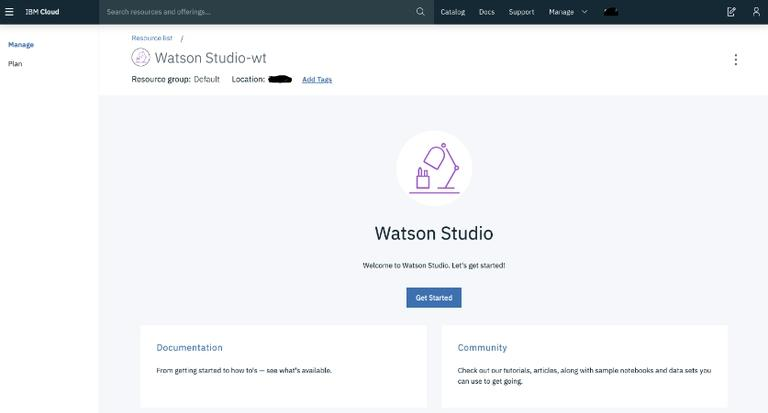 IBM Cloud
Search resources and offerings...
Catalog
Docs
Support
Manage
Manage
Plan
Resource list /
Watson Studio-wt
Resource group: Default
Location:
Add Tags
Watson Studio
Welcome to Watson Studio. Let's get started!
Get Started
Documentation
From getting started to how to's — see what's available.
Community
Check out our tutorials, articles, along with sample notebooks and data sets you
can use to get going.